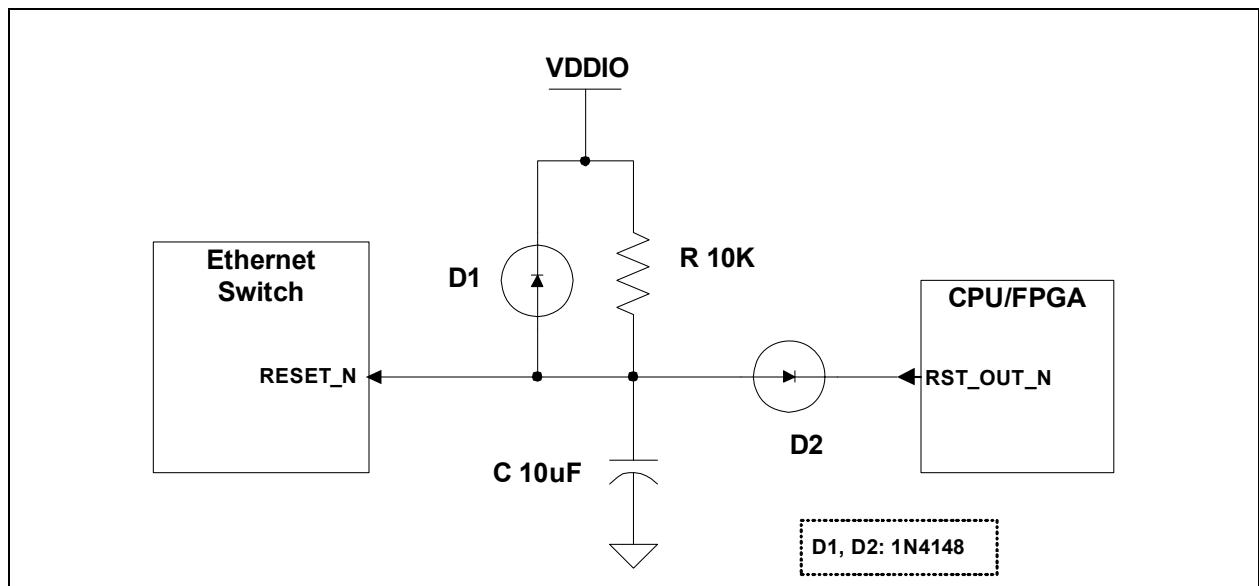 VDDIO
Ethernet
Switch
D1
R 10K
CPU/FPGA
RESET_N
RST_OUT_N
D2
C 10uF
D1, D2: 1N4148